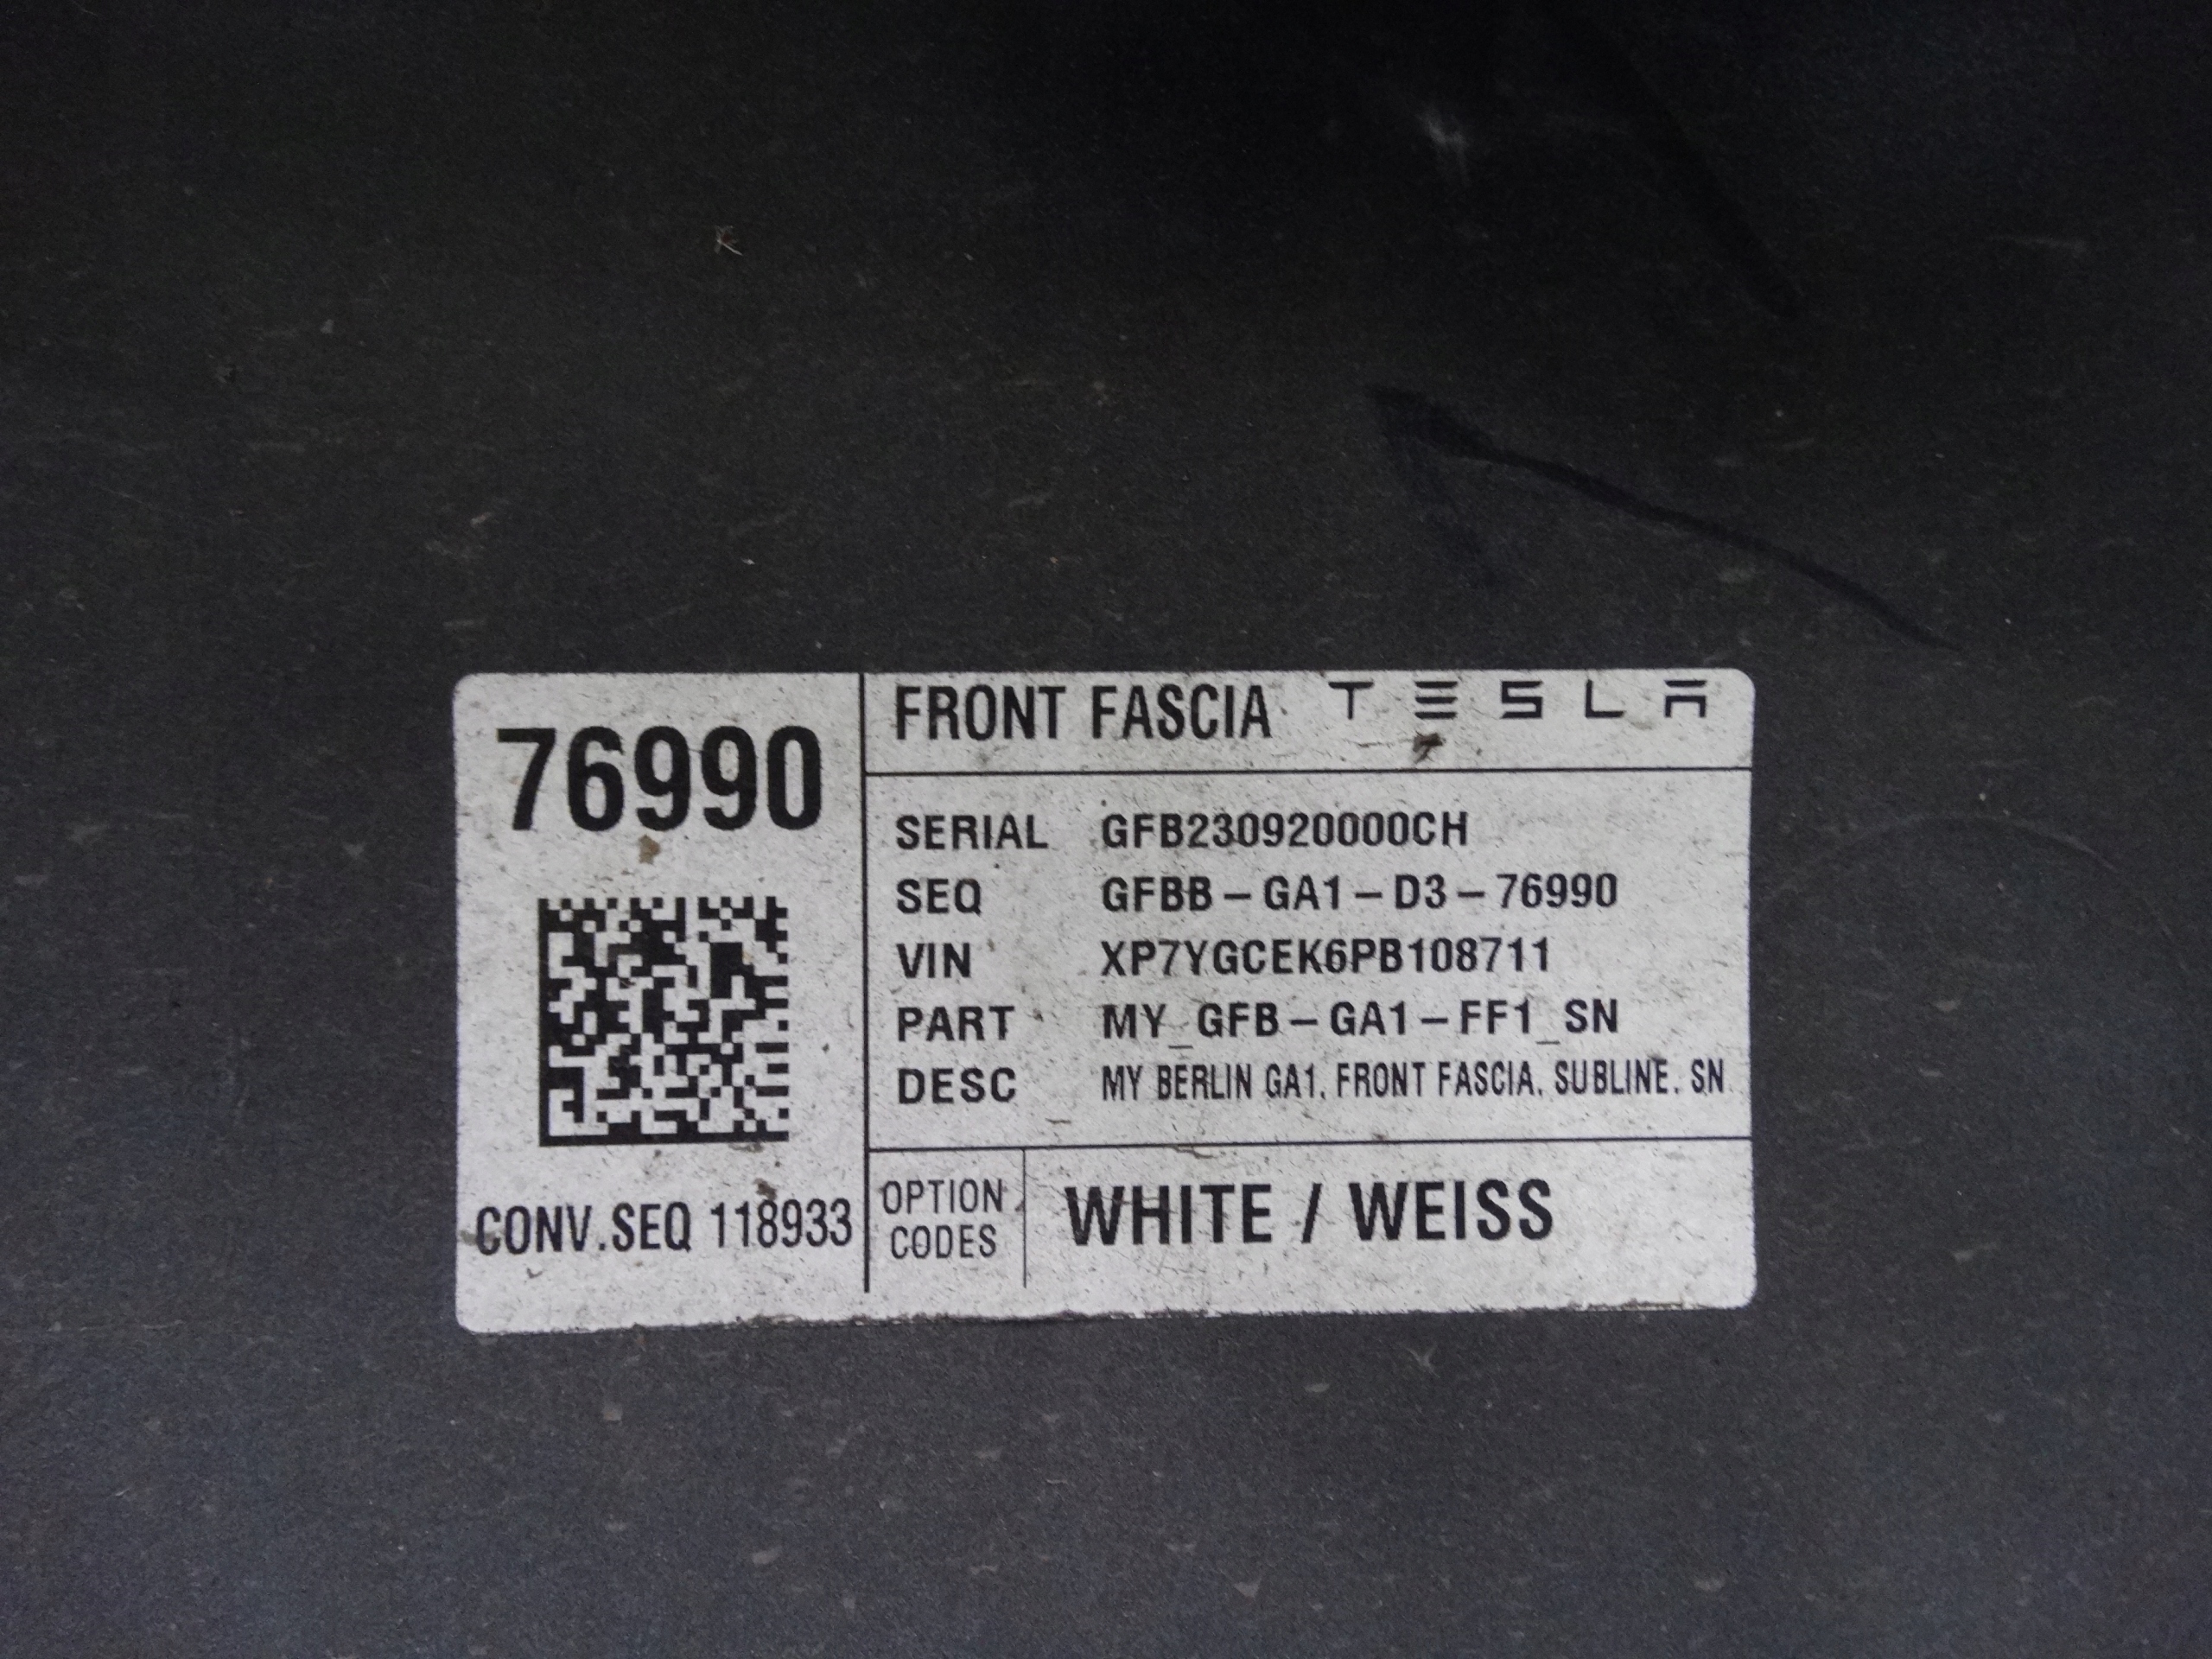 76990
CONV.SEQ 118933
FRONT FASCIA TESLA
SERIAL GFB230920000CH
SEQ GFBB-GA1-D3-76990
VIN XP7YGCEK6PB108711
PART MY_GFB-GA1-FF1_SN
DESC MY BERLIN GA1, FRONT FASCIA, SUBLINE, SN
OPTION CODES WHITE / WEISS